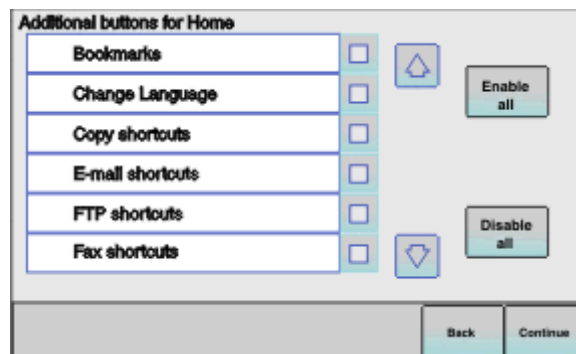 Additional buttons for Home
Bookmarks
Change Language
Copy shortcuts
E-mail shortcuts
FTP shortcuts
Fax shortcuts
Enable
all
Disable
all
Back
Continue